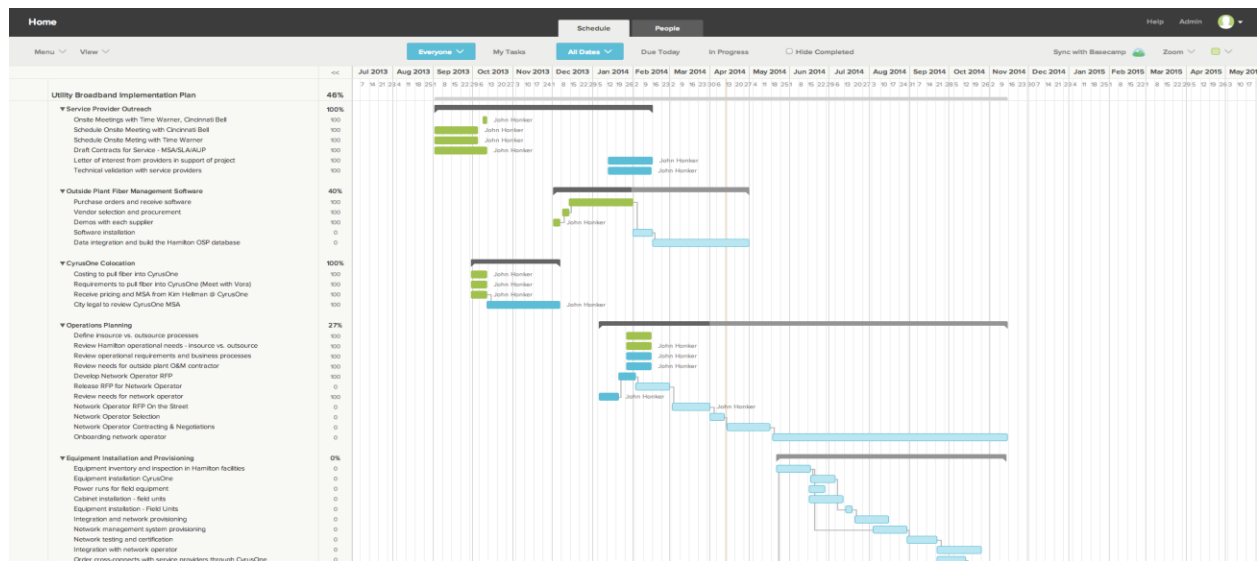 Home
Schedule People
Help Admin
Menu View Everyone My Tasks All Dates Due Today In Progress Hide Completed Sync with Basecamp Zoom
<< Jul 2013 Aug 2013 Sep 2013 Oct 2013 Nov 2013 Dec 2013 Jan 2014 Feb 2014 Mar 2014 Apr 2014 May 2014 Jun 2014 Jul 2014 Aug 2014 Sep 2014 Oct 2014 Nov 2014 Dec 2014 Jan 2015 Feb 2015 Mar 2015 Apr 2015 May 201
Utility Broadband Implementation Plan 46%
Service Provider Outreach 100%
Onsite Meetings with Time Warner, Cincinnati Bell 100 John Honker
Schedule Onsite Meeting with Cincinnati Bell 100 John Honker
Schedule Onsite Meting with Time Warner 100 John Honker
Draft Contracts for Service - MSA/SLA/AUP 100 John Honker
Letter of interest from providers in support of project 100 John Honker
Technical validation with service providers 100 John Honker
Outside Plant Fiber Management Software 40%
Purchase orders and receive software 100
Vendor selection and procurement 100
Demos with each supplier 100 John Honker
Software installation 0
Data integration and build the Hamilton OSP database 0
CyrusOne Colocation 100%
Costing to pull fiber into CyrusOne 100 John Honker
Requirements to pull fiber into CyrusOne (Meet with Vora) 100 John Honker
Receive pricing and MSA from Kim Hellman @ CyrusOne 100 John Honker
City legal to review CyrusOne MSA 100 John Honker
Operations Planning 27%
Define insource vs. outsource processes 100 John Honker
Review Hamilton operational needs - insource vs. outsource 100 John Honker
Review operational requirements and business processes 100 John Honker
Review needs for outside plant O&M contractor 100 John Honker
Develop Network Operator RFP 100
Release RFP for Network Operator 0
Review needs for network operator 100 John Honker
Network Operator RFP On the Street 0 John Honker
Network Operator Selection 0
Network Operator Contracting & Negotiations 0
Onboarding network operator 0
Equipment Installation and Provisioning 0%
Equipment inventory and inspection in Hamilton facilities 0
Equipment installation CyrusOne 0
Power runs for field equipment 0
Cabinet installation - field units 0
Equipment installation - Field Units 0
Integration and network provisioning 0
Network management system provisioning 0
Network testing and certification 0
Integration with network operator 0
Order cross-connects with service providers through CyrusOne 0